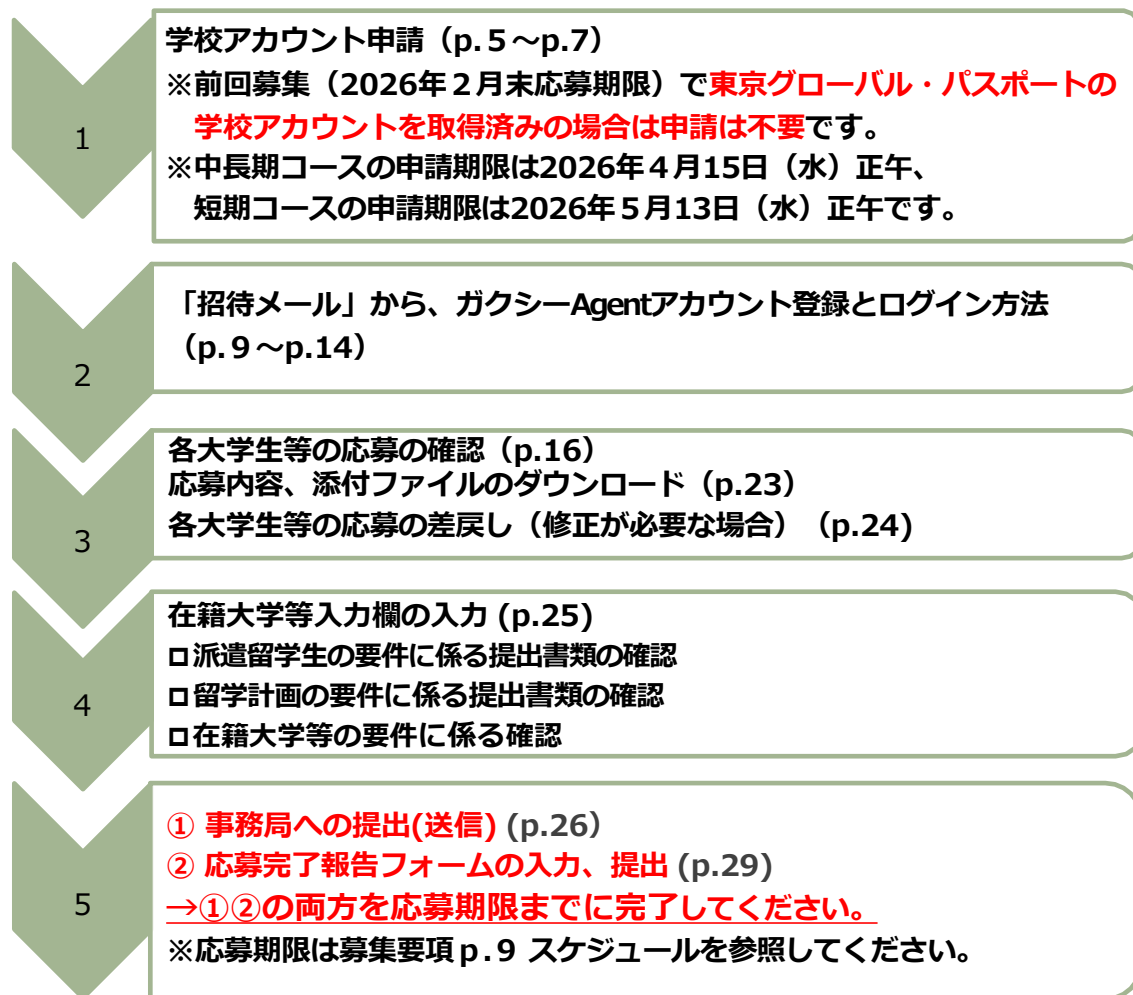 1
学校アカウント申請（p.５～p.7）
※前回募集（2026年２月末応募期限）で東京グローバル・パスポートの
学校アカウントを取得済みの場合は申請は不要です。
※中長期コースの申請期限は2026年４月15日（水）正午、
短期コースの申請期限は2026年５月13日（水）正午です。
2
「招待メール」から、ガクシーAgentアカウント登録とログイン方法
（p.９～p.14）
3
各大学生等の応募の確認（p.16）
応募内容、添付ファイルのダウンロード（p.23）
各大学生等の応募の差戻し（修正が必要な場合）（p.24)
4
在籍大学等入力欄の入力 (p.25)
□派遣留学生の要件に係る提出書類の確認
□留学計画の要件に係る提出書類の確認
□在籍大学等の要件に係る確認
5
① 事務局への提出(送信) (p.26）
② 応募完了報告フォームの入力、提出 (p.29)
→①②の両方を応募期限までに完了してください。
※応募期限は募集要項ｐ.９ スケジュールを参照してください。